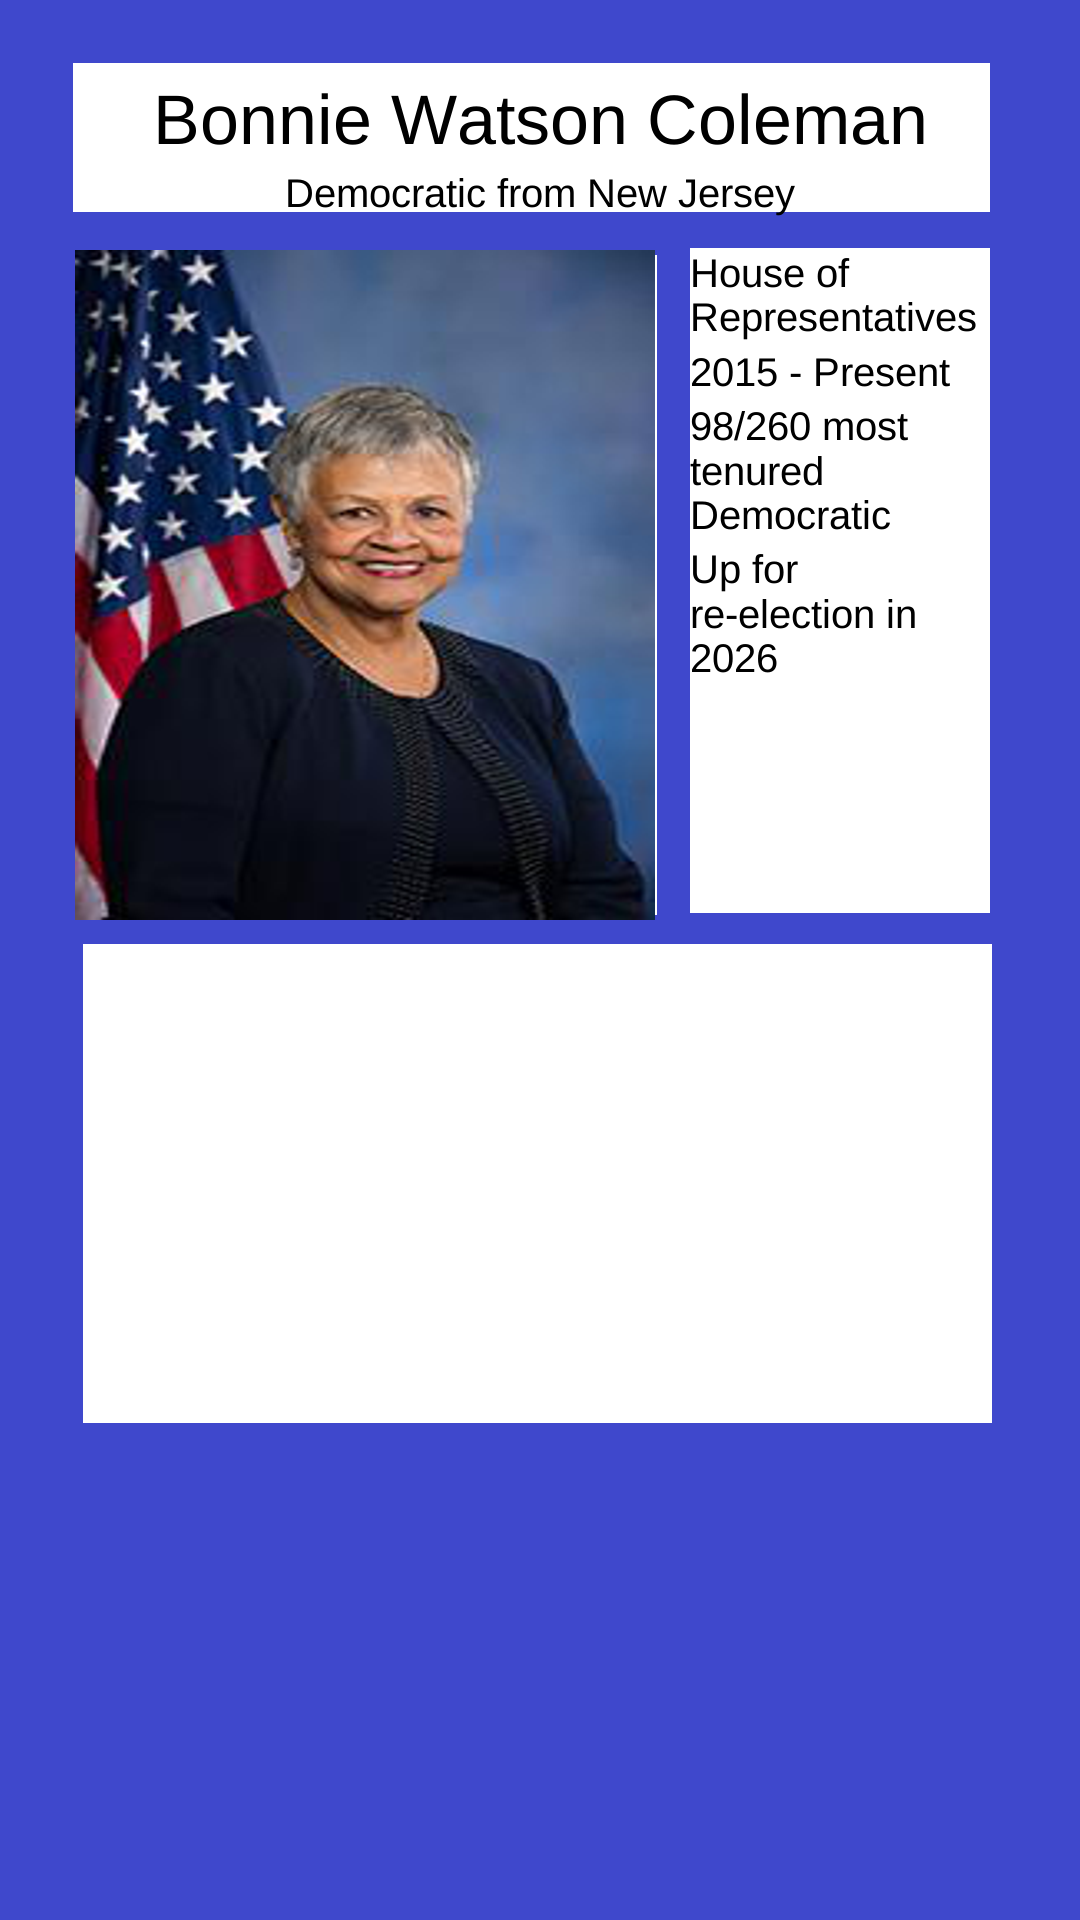 Bonnie Watson Coleman
Democratic from New Jersey
House of
Representatives
2015 - Present
98/260 most
tenured
Democratic
Up for
re-election in
2026